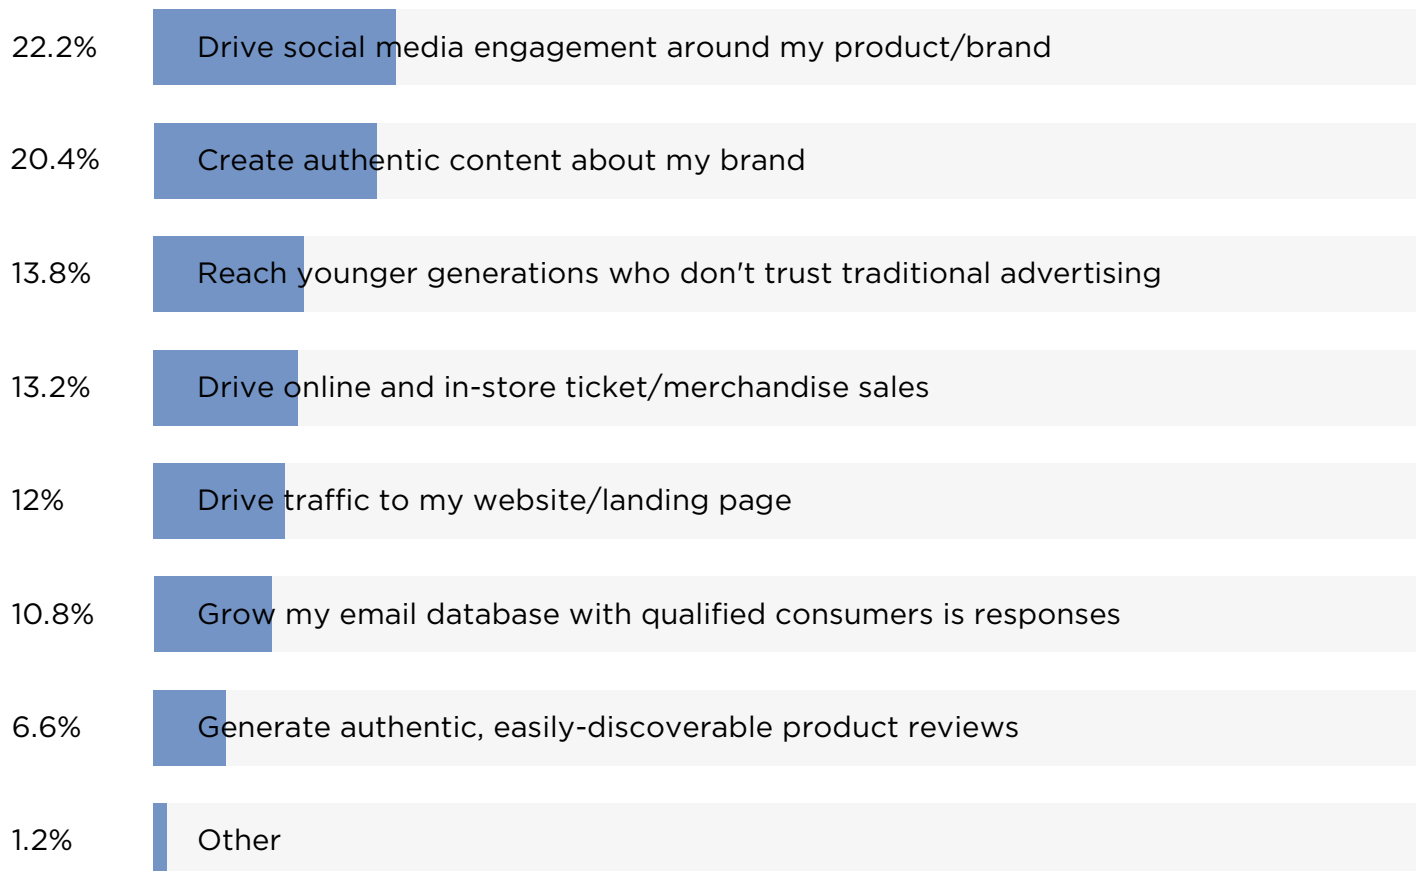 22.2% Drive social media engagement around my product/brand
20.4% Create authentic content about my brand
13.8% Reach younger generations who don't trust traditional advertising
13.2% Drive online and in-store ticket/merchandise sales
12% Drive traffic to my website/landing page
10.8% Grow my email database with qualified consumers is responses
6.6% Generate authentic, easily-discoverable product reviews
1.2% Other